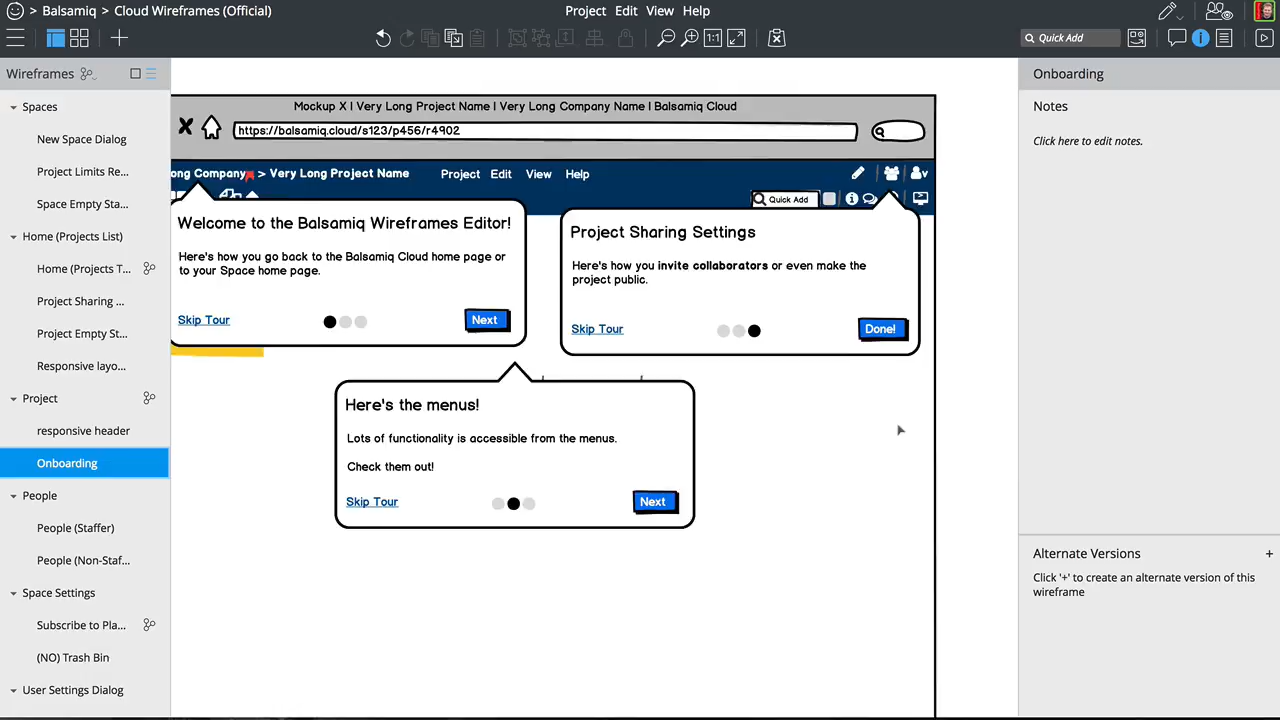 > Balsamiq > Cloud Wireframes (Official)
Project Edit View Help
1:1
Quick Add
Wireframes
Spaces
New Space Dialog
Project Limits Re...
Space Empty Sta...
Home (Projects List)
Home (Projects T...
Project Sharing ...
Project Empty St...
Responsive layo...
Project
responsive header
Onboarding
People
People (Staffer)
People (Non-Staf...
Space Settings
Subscribe to Pla...
(NO) Trash Bin
User Settings Dialog
Mockup X | Very Long Project Name | Very Long Company Name | Balsamiq Cloud
https://balsamiq.cloud/s123/p456/r4902
ong Company > Very Long Project Name
Project Edit View Help
Quick Add
Welcome to the Balsamiq Wireframes Editor!
Here's how you go back to the Balsamiq Cloud home page or
to your Space home page.
Skip Tour
Next
Project Sharing Settings
Here's how you invite collaborators or even make the
project public.
Skip Tour
Done!
Here's the menus!
Lots of functionality is accessible from the menus.
Check them out!
Skip Tour
Next
Onboarding
Notes
Click here to edit notes.
Alternate Versions +
Click '+' to create an alternate version of this
wireframe